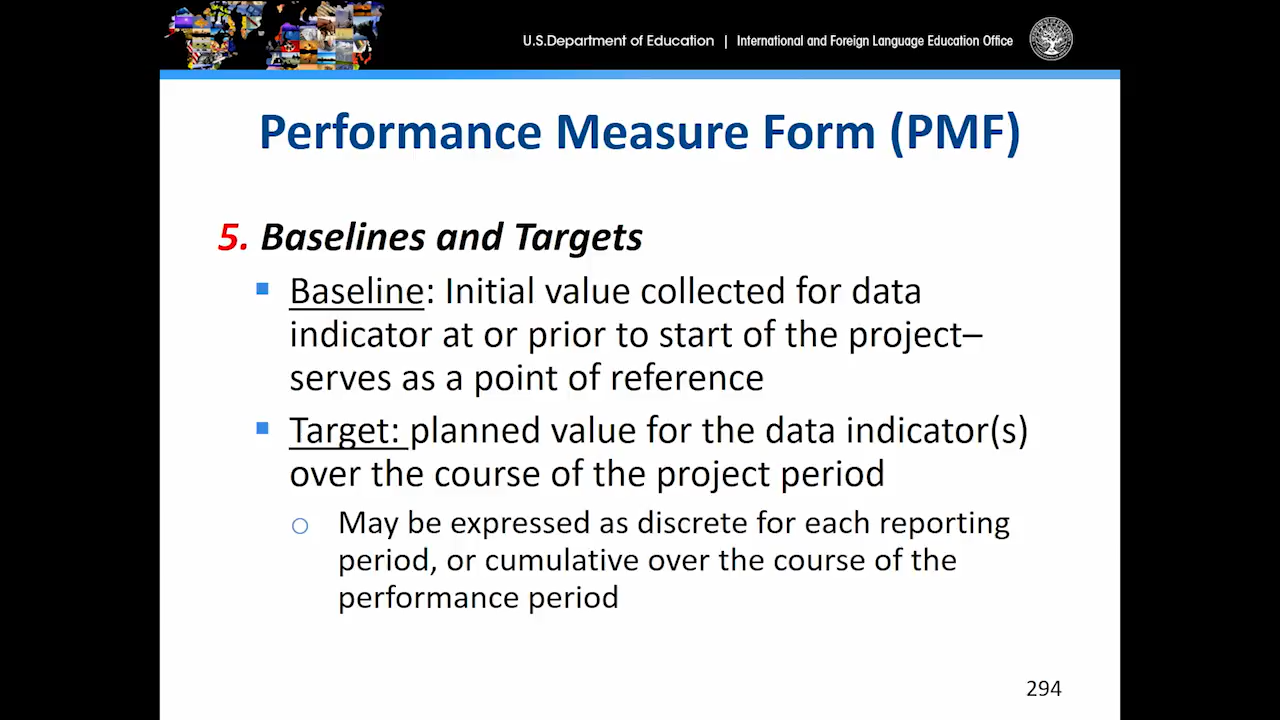 U.S.Department of Education | International and Foreign Language Education Office
Performance Measure Form (PMF)
5. Baselines and Targets
Baseline: Initial value collected for data
indicator at or prior to start of the project–
serves as a point of reference
Target: planned value for the data indicator(s)
over the course of the project period
May be expressed as discrete for each reporting
period, or cumulative over the course of the
performance period
294